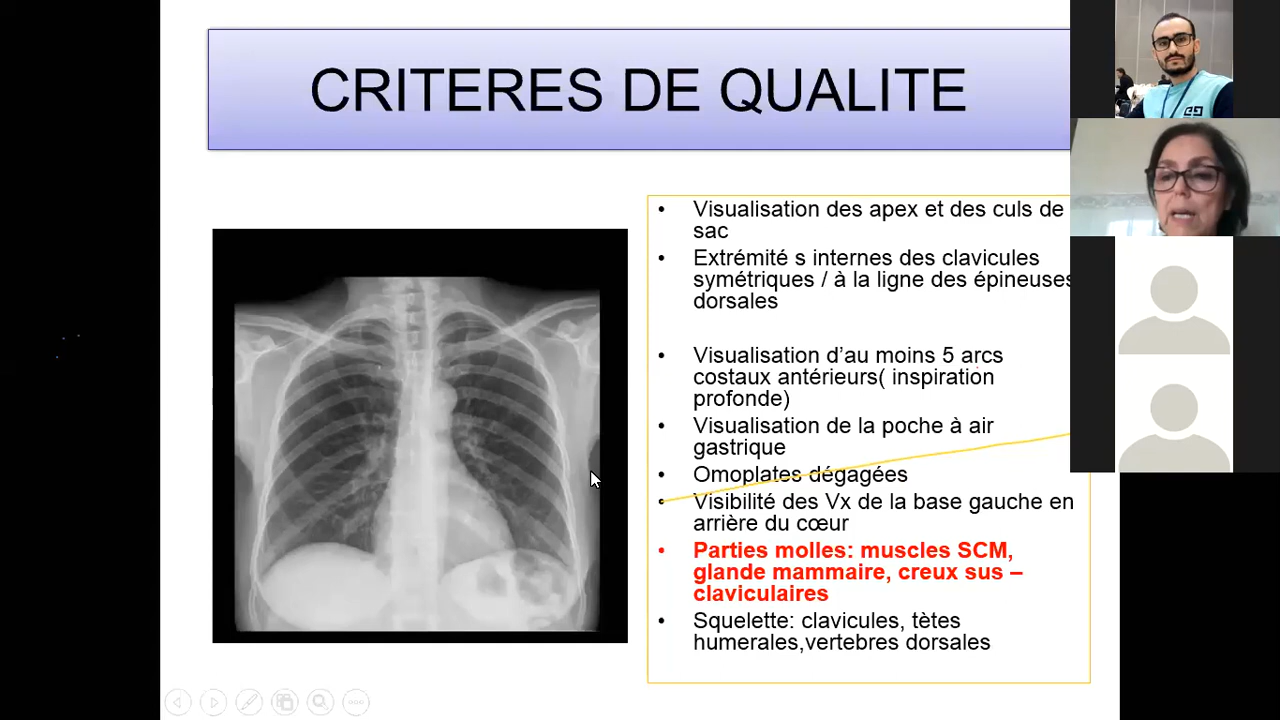 CRITERES DE QUALITE
• Visualisation des apex et des culs de
sac
• Extrémité s internes des clavicules
symétriques / à la ligne des épineuses
dorsales
• Visualisation d’au moins 5 arcs
costaux antérieurs( inspiration
profonde)
• Visualisation de la poche à air
gastrique
• Omoplates dégagées
• Visibilité des Vx de la base gauche en
arrière du cœur
• Parties molles: muscles SCM,
glande mammaire, creux sus –
claviculaires
• Squelette: clavicules, tètes
humerales,vertebres dorsales